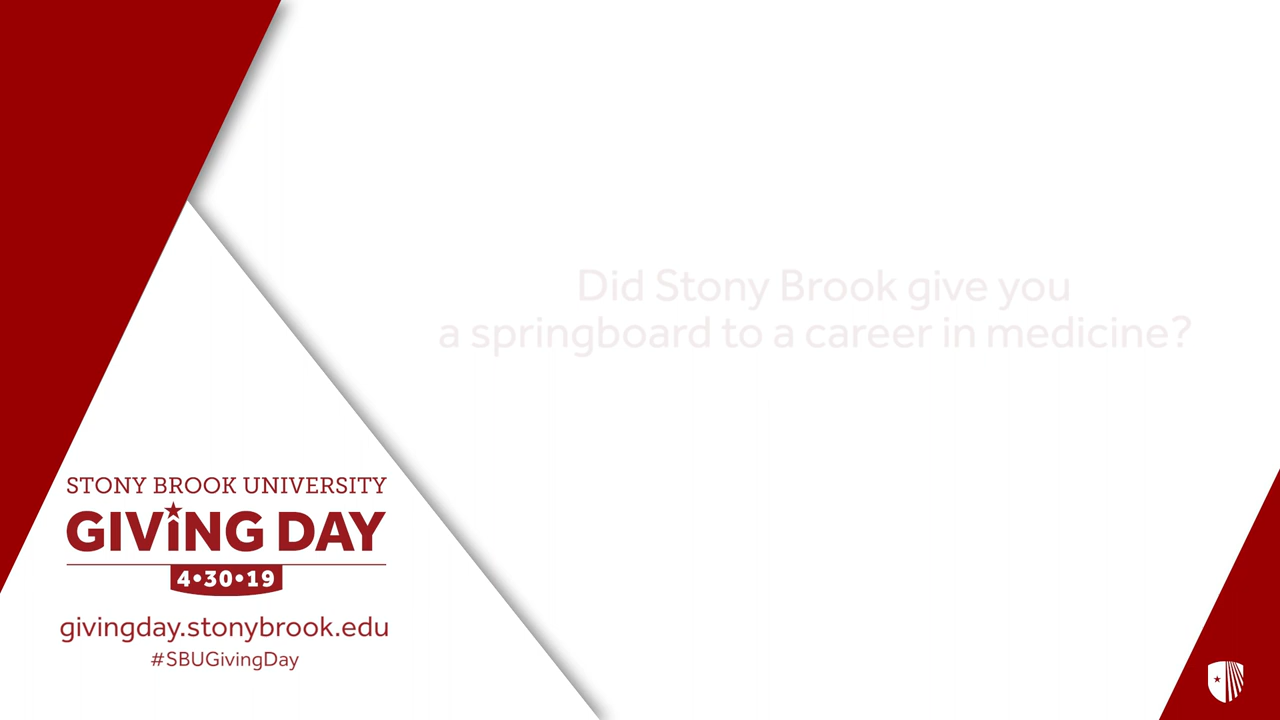 Did Stony Brook give you
a springboard to a career in medicine?
STONY BROOK UNIVERSITY
GIVING DAY
4•30•19
givingday.stonybrook.edu
#SBUGivingDay